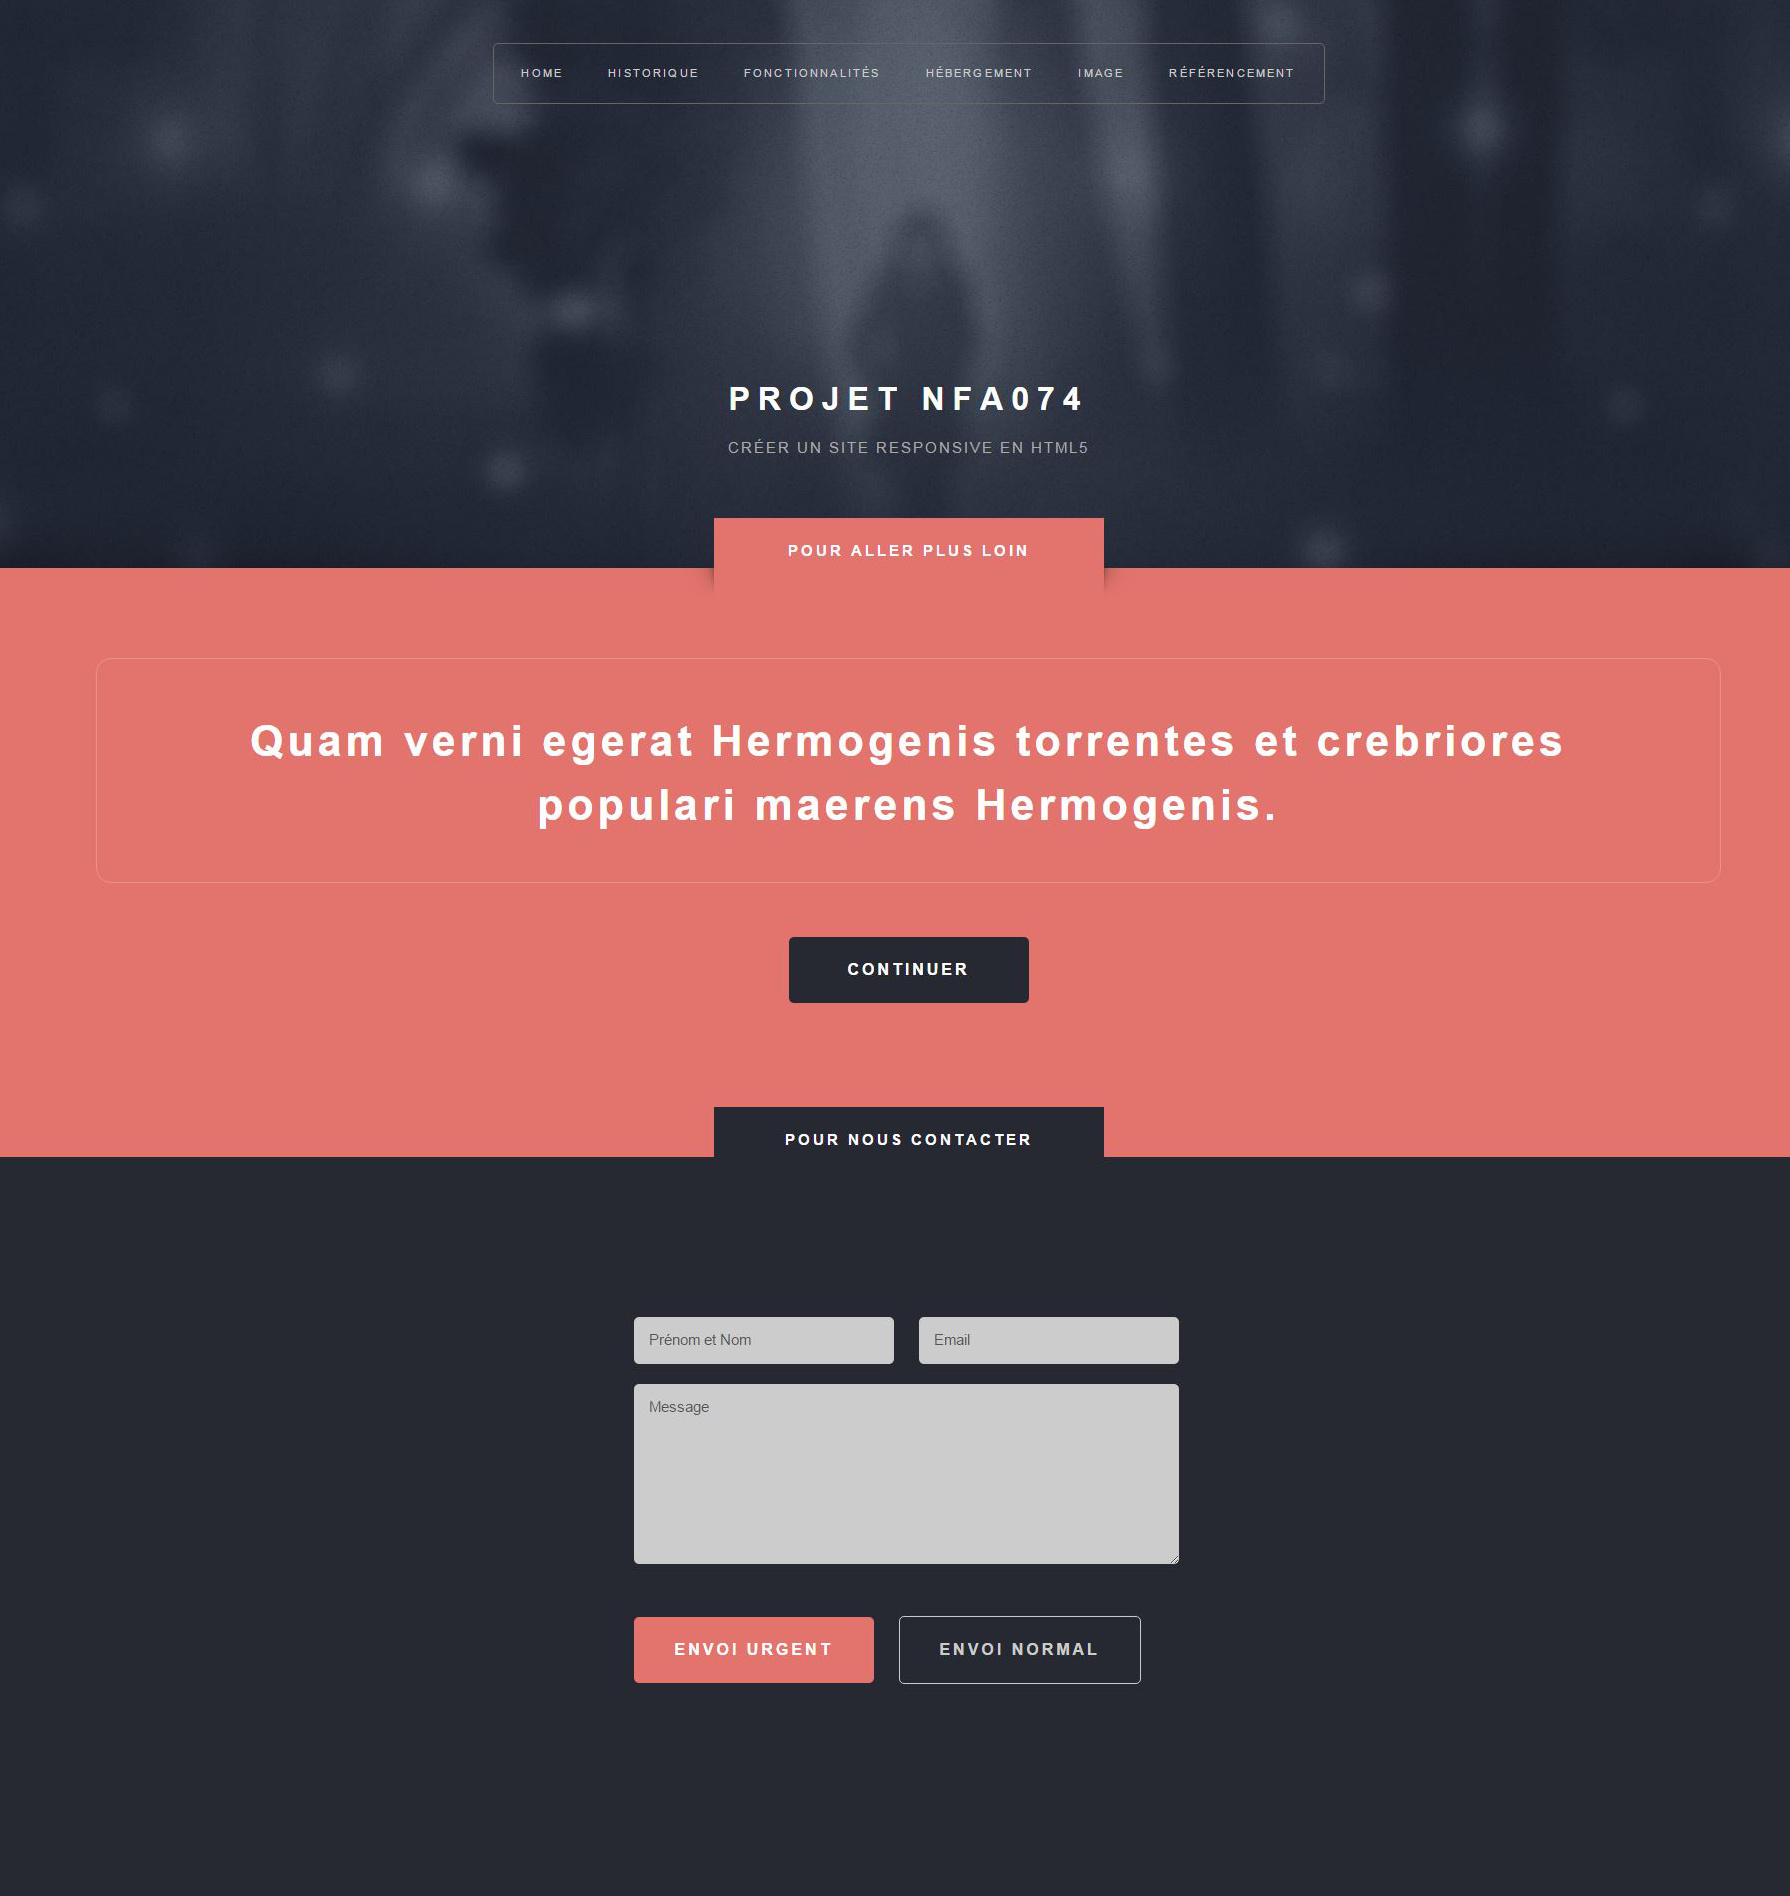 HOME HISTORIQUE FONCTIONNALITÉS HÉBERGEMENT IMAGE RÉFÉRENCEMENT
PROJET NFA074
CRÉER UN SITE RESPONSIVE EN HTML5
POUR ALLER PLUS LOIN
Quam verni egerat Hermogenis torrentes et crebriores
populari maerens Hermogenis.
CONTINUER
POUR NOUS CONTACTER
Prénom et Nom Email
Message
ENVOI URGENT ENVOI NORMAL